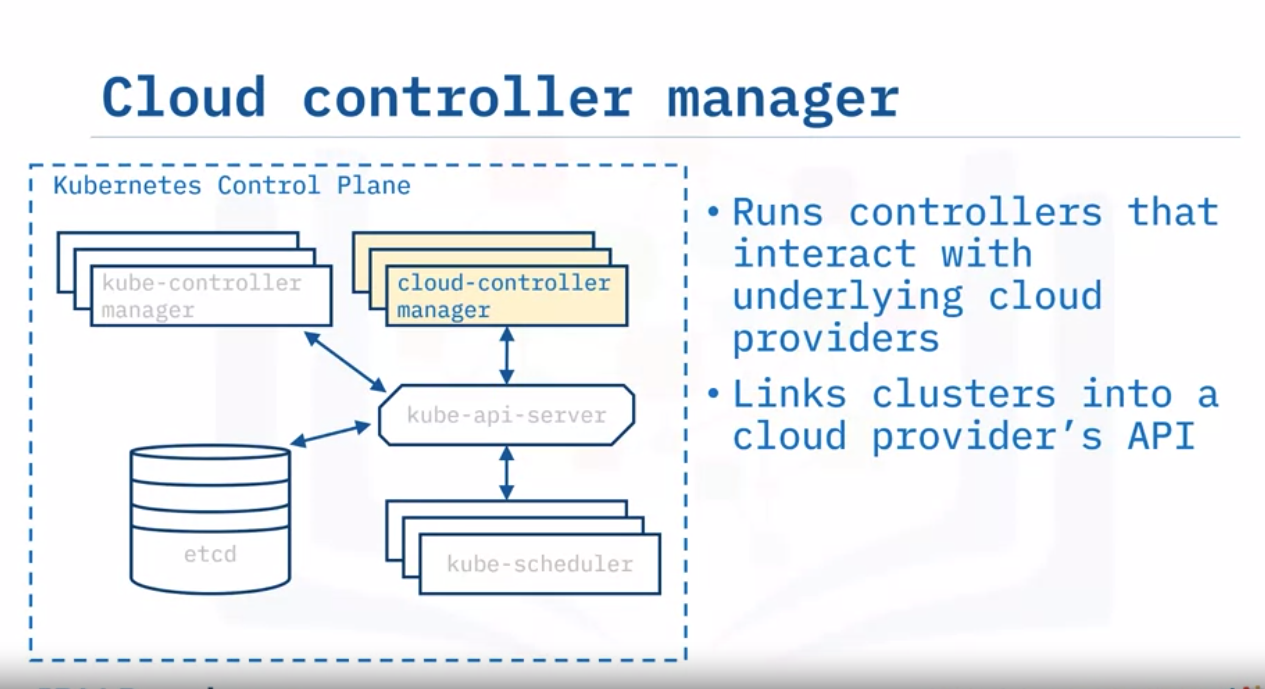 Cloud controller manager
Kubernetes Control Plane
kube-controller
manager
cloud-controller
manager
kube-api-server
etcd
kube-scheduler
• Runs controllers that
interact with
underlying cloud
providers
• Links clusters into a
cloud provider’s API